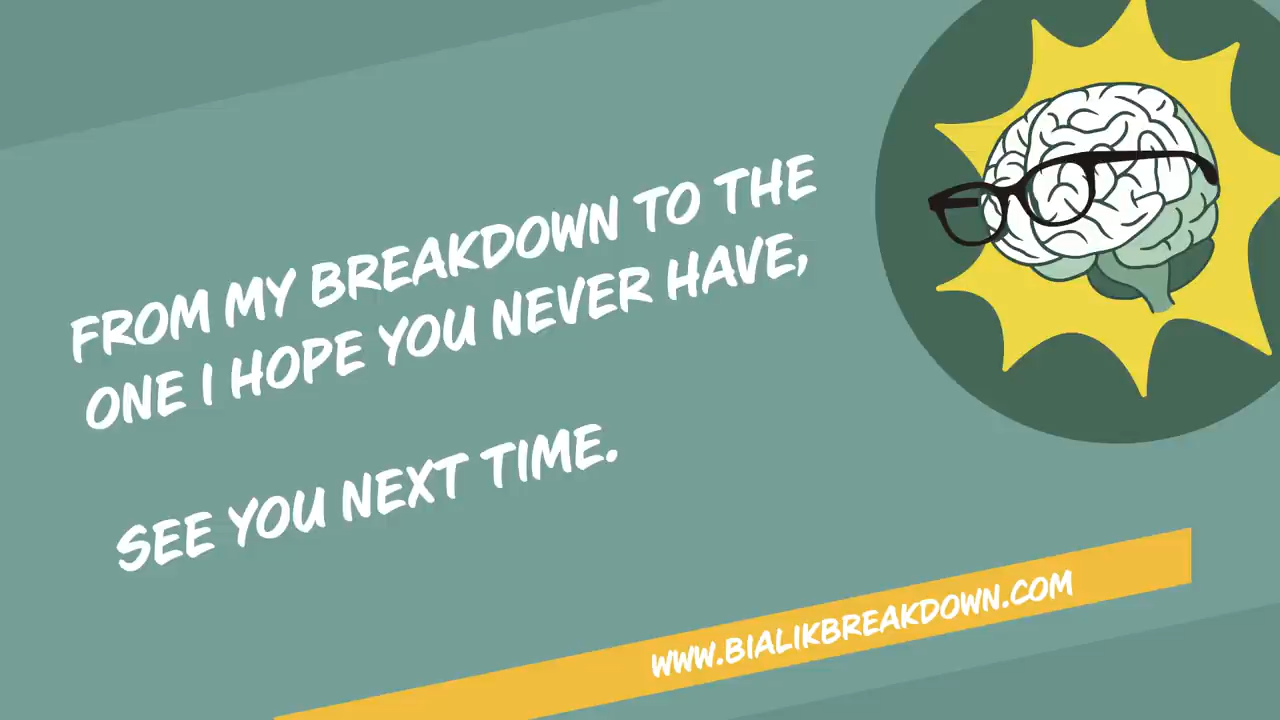 FROM MY BREAKDOWN TO THE
ONE I HOPE YOU NEVER HAVE,
SEE YOU NEXT TIME.
WWW.BIALIKBREAKDOWN.COM